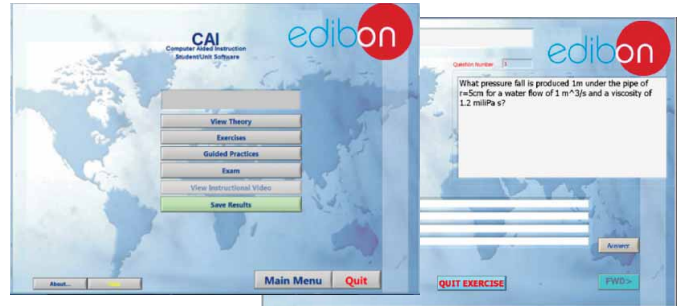 CAI
Computer Aided Instruction
Student/Unit Software
edibon
View Theory
Exercises
Guided Practices
Exam
View Instructional Video
Save Results
About...
Main Menu
Quit
edibon
Question Number
What pressure fall is produced 1m under the pipe of
r=5cm for a water flow of 1 m^3/s and a viscosity of
1.2 miliPa s?
Answer
QUIT EXERCISE
FWD>